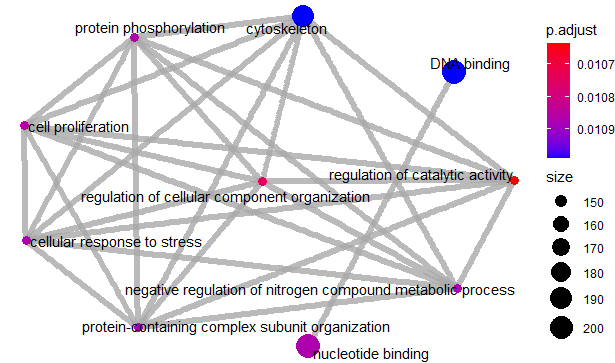 protein phosphorylation
cytoskeleton
DNA binding
cell proliferation
regulation of catalytic activity
regulation of cellular component organization
cellular response to stress
negative regulation of nitrogen compound metabolic process
protein-containing complex subunit organization
nucleotide binding
p.adjust
0.0107
0.0108
0.0109
size
150
160
170
180
190
200